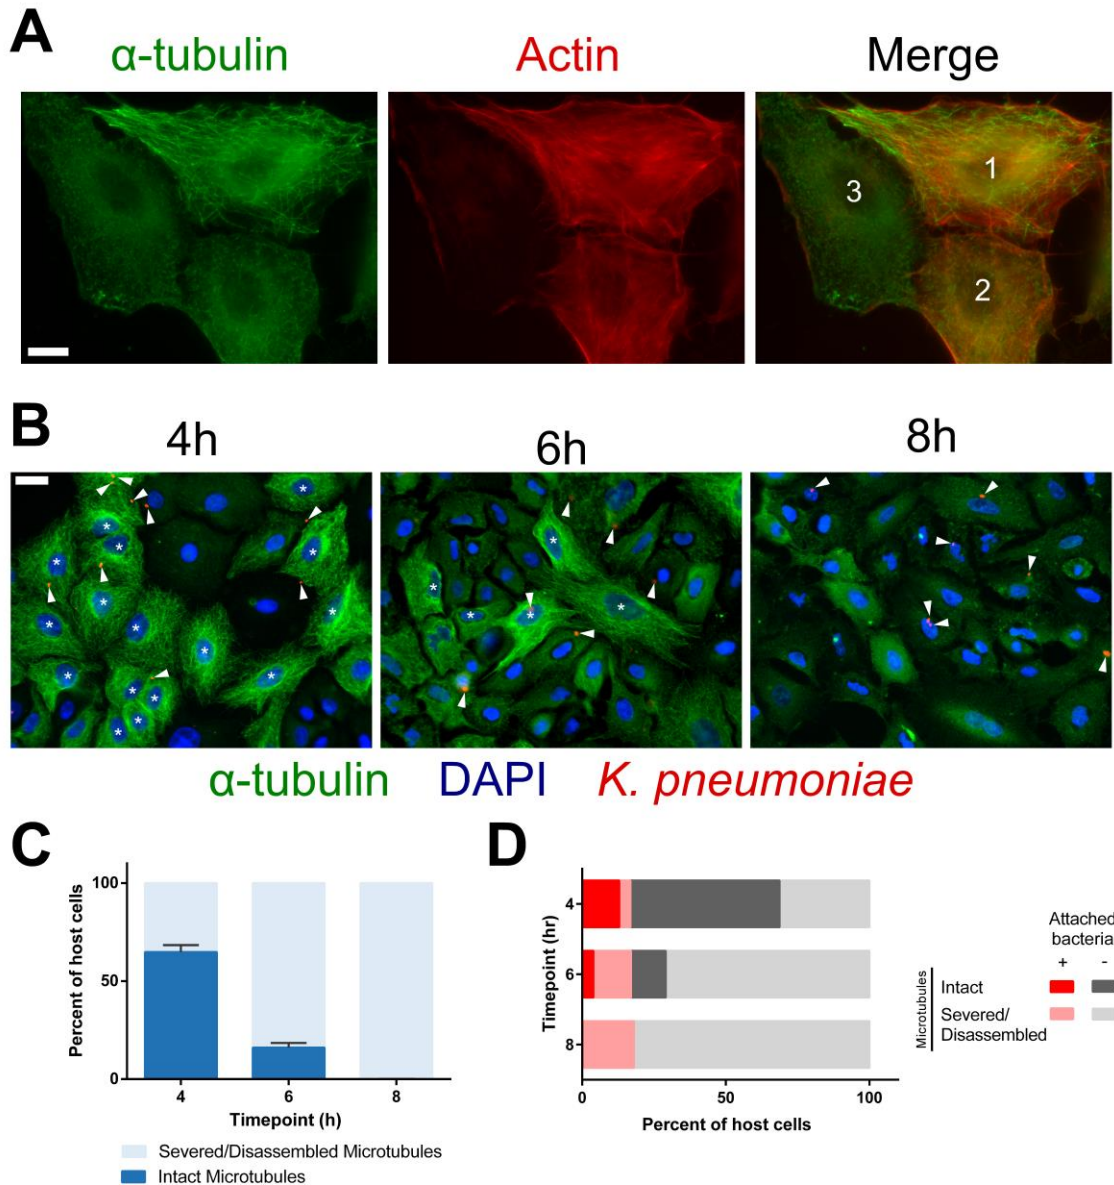 A
α-tubulin Actin Merge
1
3
2
B
4h 6h 8h
* * * * * * * * * * * * * *
* * * * *
α-tubulin DAPI K. pneumoniae
C
Percent of host cells
100
50
0
4 6 8
Timepoint (h)
Severed/Disassembled Microtubules
Intact Microtubules
D
Timepoint (hr)
4
6
8
0 50 100
Percent of host cells
Attached
bacteria
+ -
Microtubules
Intact
Severed/
Disassembled